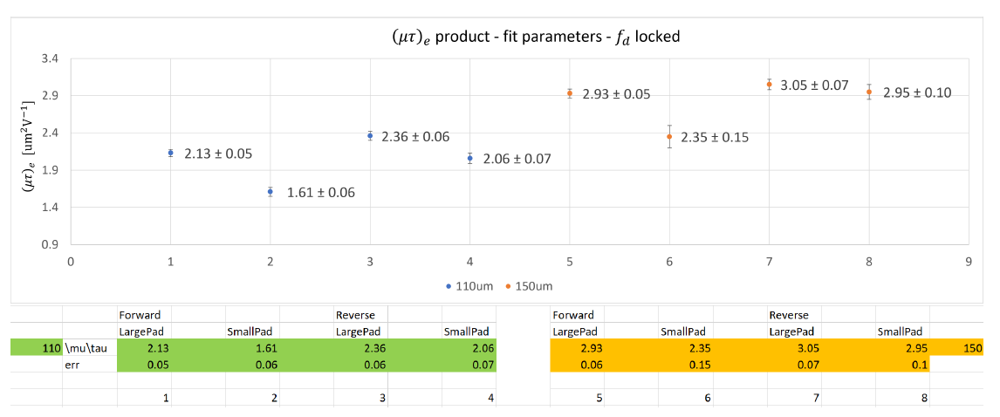 (μτ)ₑ product - fit parameters - f_d locked
3.4
2.9
2.4
1.9
1.4
0.9
(μτ)ₑ [um²V⁻¹]
2.13 ± 0.05
1.61 ± 0.06
2.36 ± 0.06
2.06 ± 0.07
2.93 ± 0.05
2.35 ± 0.15
3.05 ± 0.07
2.95 ± 0.10
0 1 2 3 4 5 6 7 8 9
110um 150um
Forward Reverse Forward Reverse
LargePad SmallPad LargePad SmallPad LargePad SmallPad LargePad SmallPad
110 \mu\tau 2.13 1.61 2.36 2.06 2.93 2.35 3.05 2.95 150
err 0.05 0.06 0.06 0.07 0.06 0.15 0.07 0.1
1 2 3 4 5 6 7 8